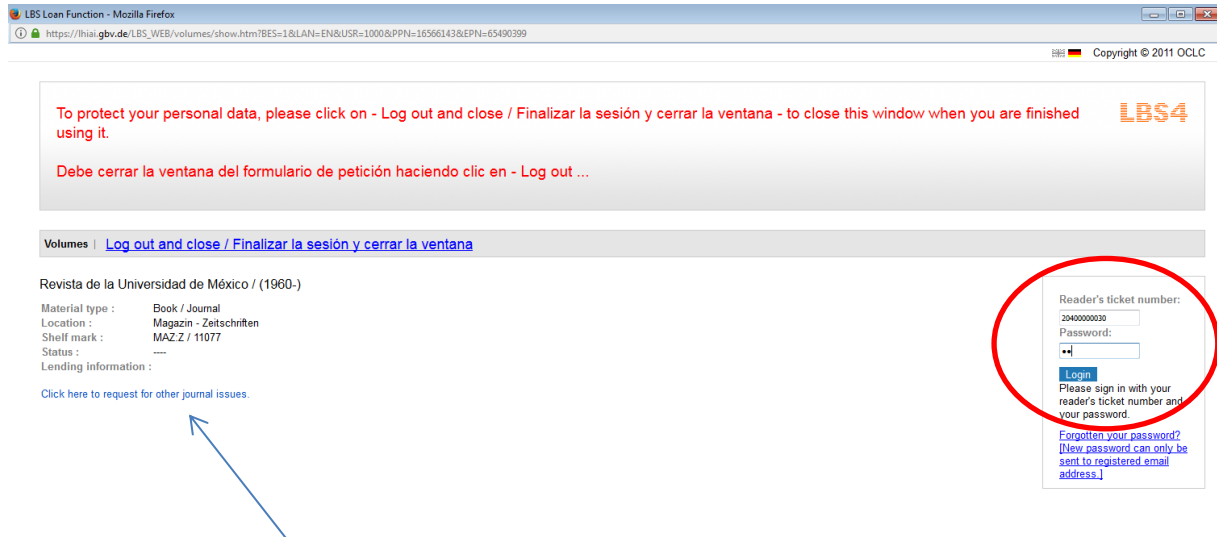 LBS Loan Function - Mozilla Firefox
https://lhiai.gbv.de/LBS_WEB/volumes/show.htm?BES=1&LAN=EN&USR=1000&PPN=16566143&EPN=65490399
Copyright © 2011 OCLC
To protect your personal data, please click on - Log out and close / Finalizar la sesión y cerrar la ventana - to close this window when you are finished
using it.
LBS4
Debe cerrar la ventana del formulario de petición haciendo clic en - Log out ...
Volumes | Log out and close / Finalizar la sesión y cerrar la ventana
Revista de la Universidad de México / (1960-)
Material type : Book / Journal
Location : Magazin - Zeitschriften
Shelf mark : MAZ:Z / 11077
Status : ----
Lending information :
Click here to request for other journal issues.
Reader's ticket number:
20400000030
Password:
••
Login
Please sign in with your
reader's ticket number and
your password.
Forgotten your password?
[New password can only be
sent to registered email
address.]